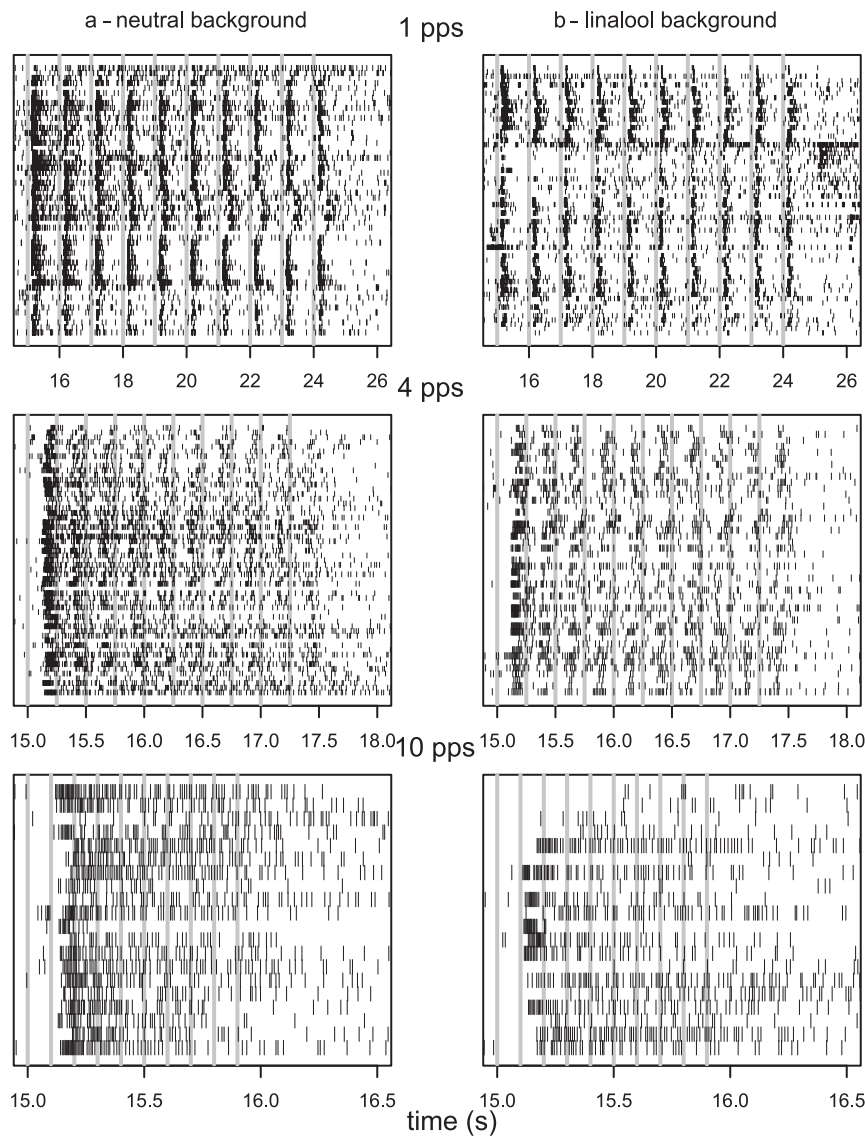 a - neutral background
1 pps
b - linalool background
16 18 20 22 24 26
16 18 20 22 24 26
4 pps
15.0 15.5 16.0 16.5 17.0 17.5 18.0
15.0 15.5 16.0 16.5 17.0 17.5 18.0
10 pps
15.0 15.5 16.0 16.5
15.0 15.5 16.0 16.5
time (s)